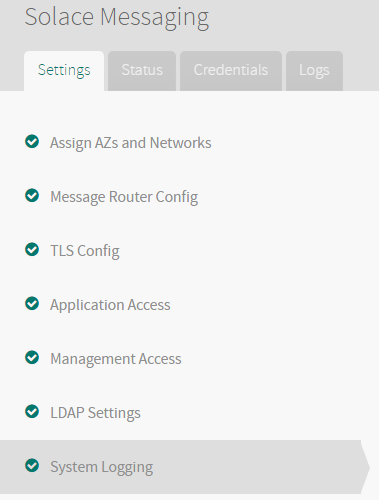 Solace Messaging
Settings Status Credentials Logs
Assign AZs and Networks
Message Router Config
TLS Config
Application Access
Management Access
LDAP Settings
System Logging